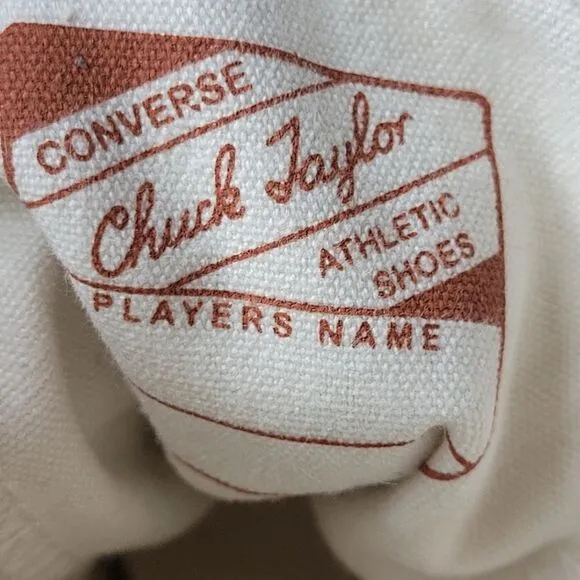 CONVERSE
Chuck Taylor
ATHLETIC
SHOES
PLAYERS NAME